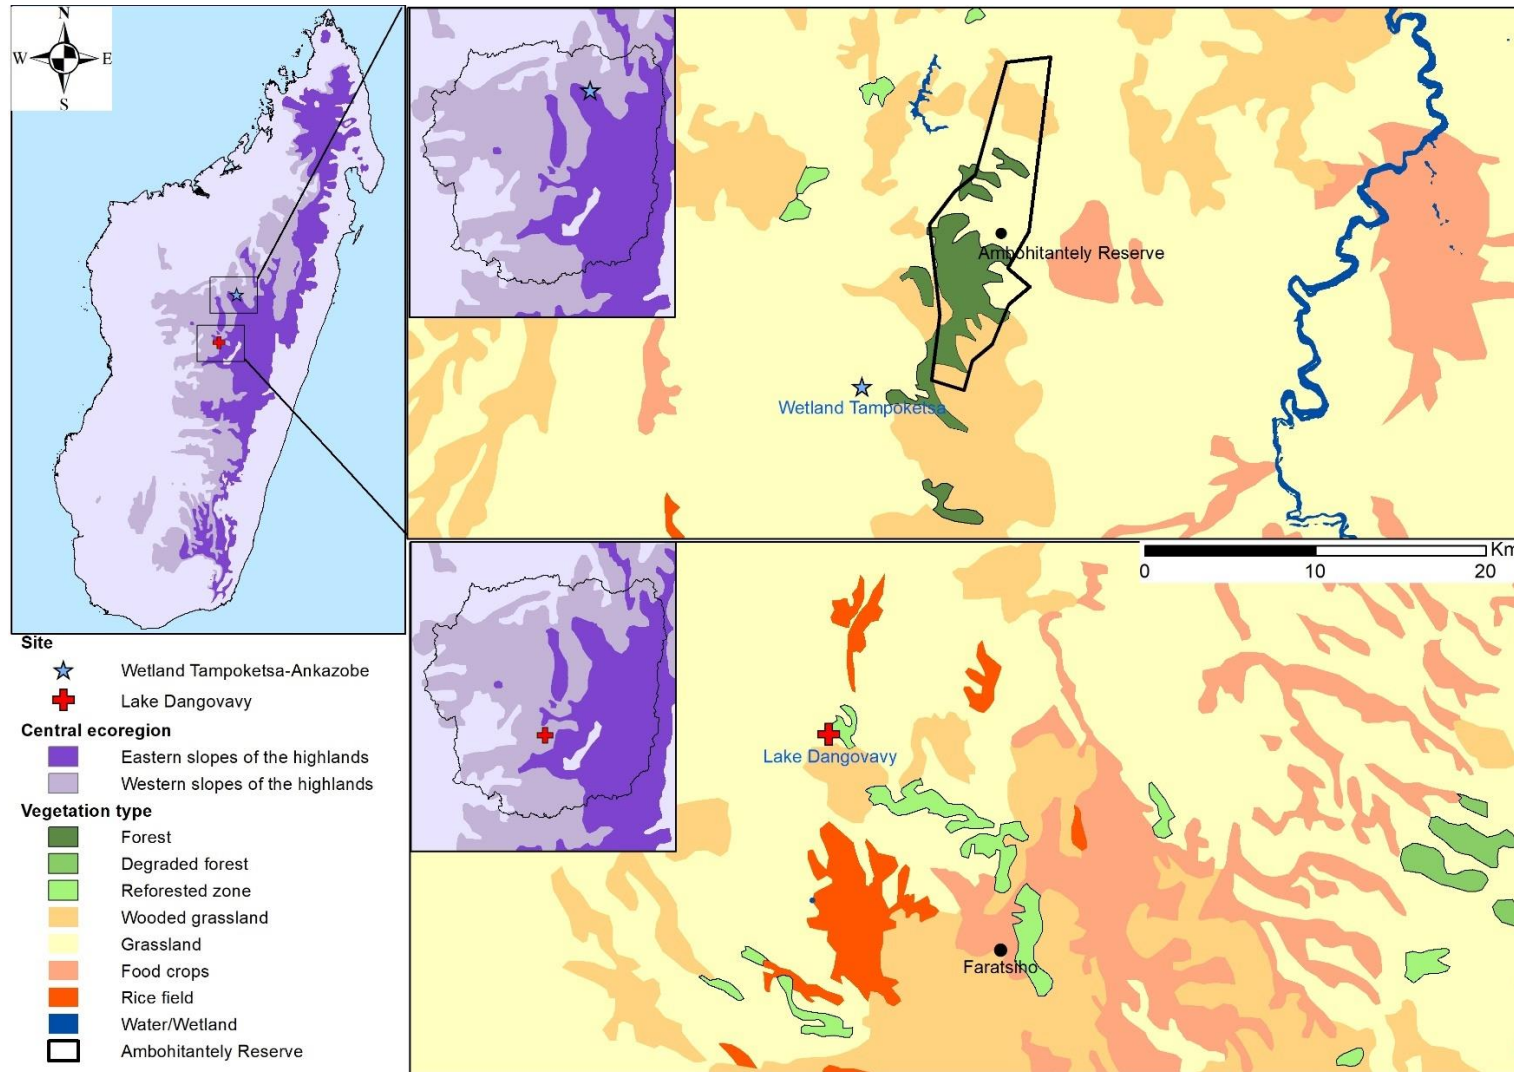 N
W E
S
Ambohitantely Reserve
Wetland Tampoketsa
Km
0 10 20
Lake Dangovavy
Faratsiho
Site
Wetland Tampoketsa-Ankazobe
Lake Dangovavy
Central ecoregion
Eastern slopes of the highlands
Western slopes of the highlands
Vegetation type
Forest
Degraded forest
Reforested zone
Wooded grassland
Grassland
Food crops
Rice field
Water/Wetland
Ambohitantely Reserve